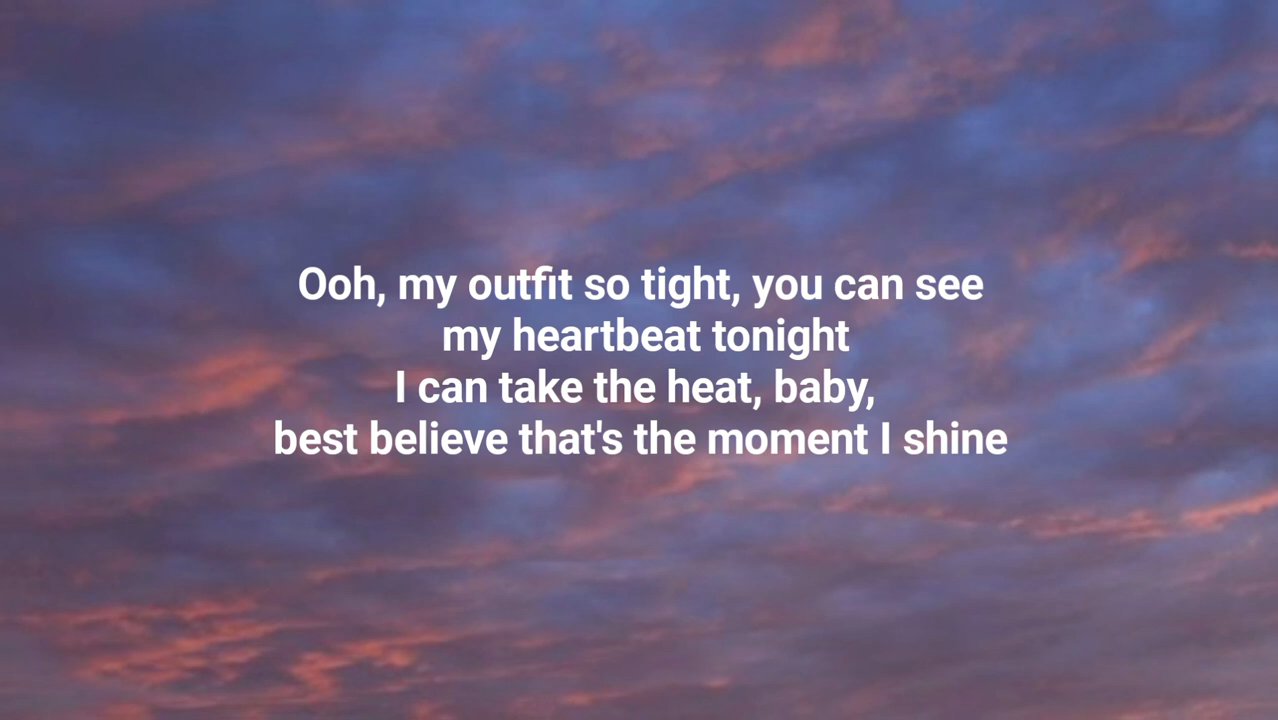 Ooh, my outfit so tight, you can see
my heartbeat tonight
I can take the heat, baby,
best believe that's the moment I shine